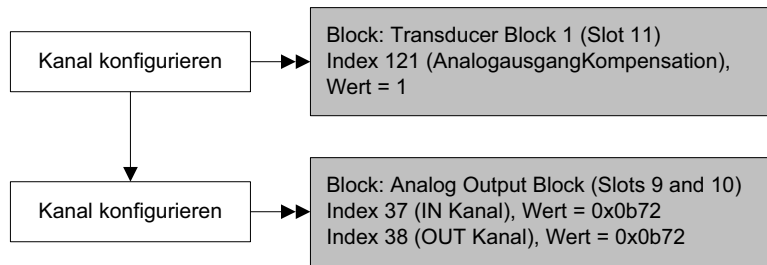 Kanal konfigurieren
Block: Transducer Block 1 (Slot 11)
Index 121 (AnalogausgangKompensation),
Wert = 1
Kanal konfigurieren
Block: Analog Output Block (Slots 9 and 10)
Index 37 (IN Kanal), Wert = 0x0b72
Index 38 (OUT Kanal), Wert = 0x0b72